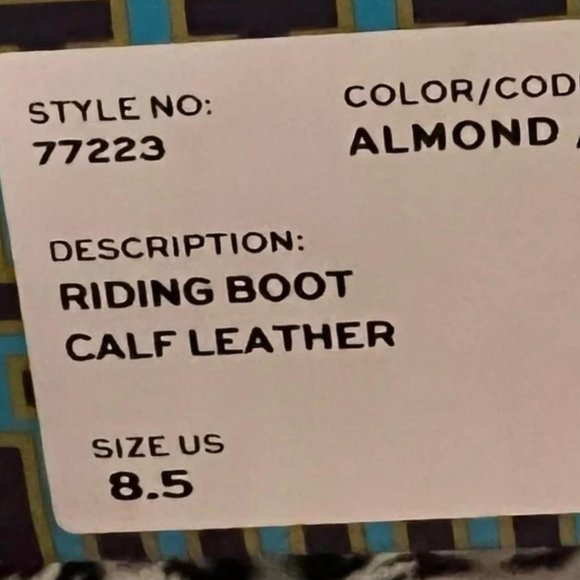 STYLE NO:
77223
COLOR/COD
ALMOND
DESCRIPTION:
RIDING BOOT
CALF LEATHER
SIZE US
8.5